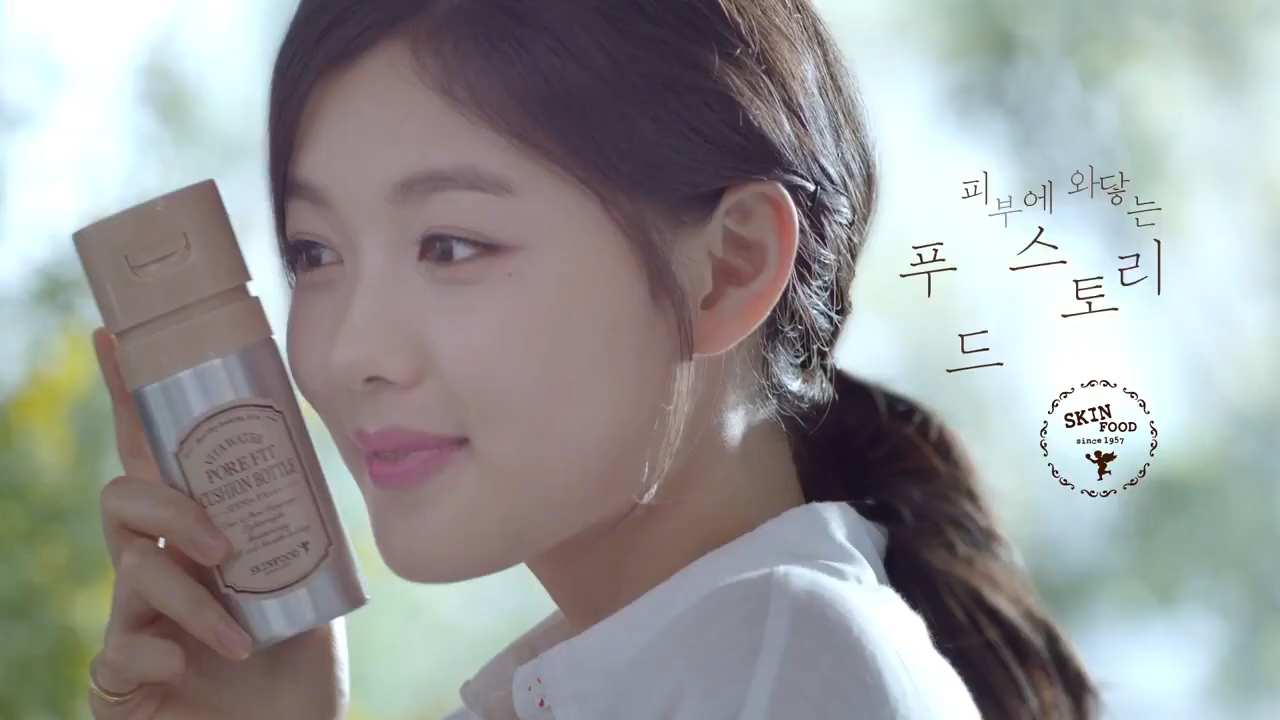 피부에 와닿는
푸드 스토리
SKIN
FOOD
since 1957
VITA WATER
PORE FIT
CUSHION BOTTLE
SKINFOOD